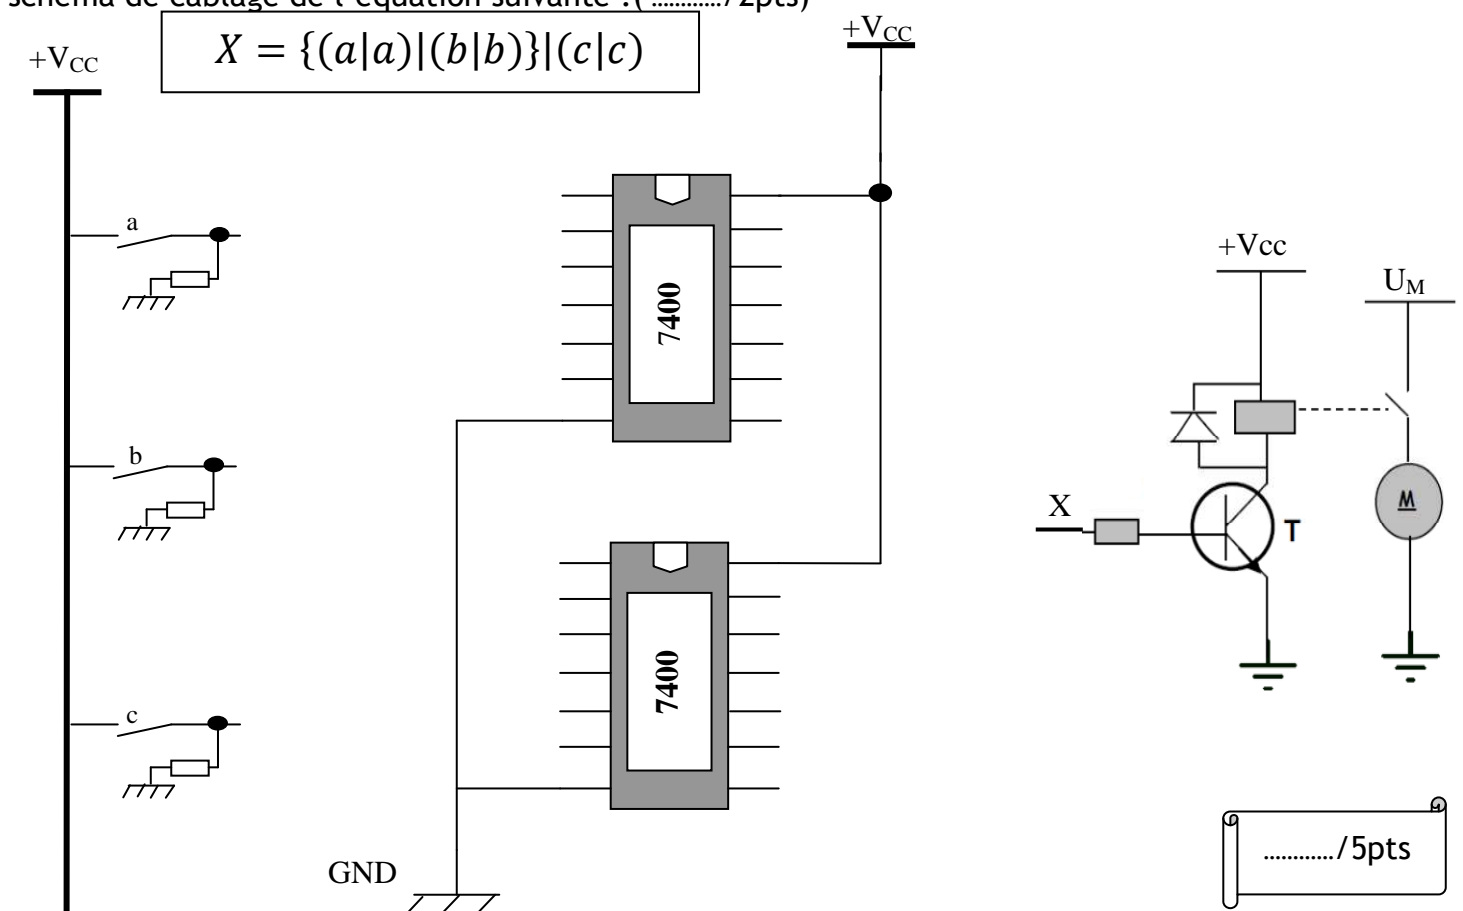 schéma de câblage de l'équation suivante :( ............/2pts)
+VCC
X = {(a|a)|(b|b)}|(c|c)
+VCC
a
7400
+Vcc
UM
b
X
T
M
7400
c
GND
............/5pts